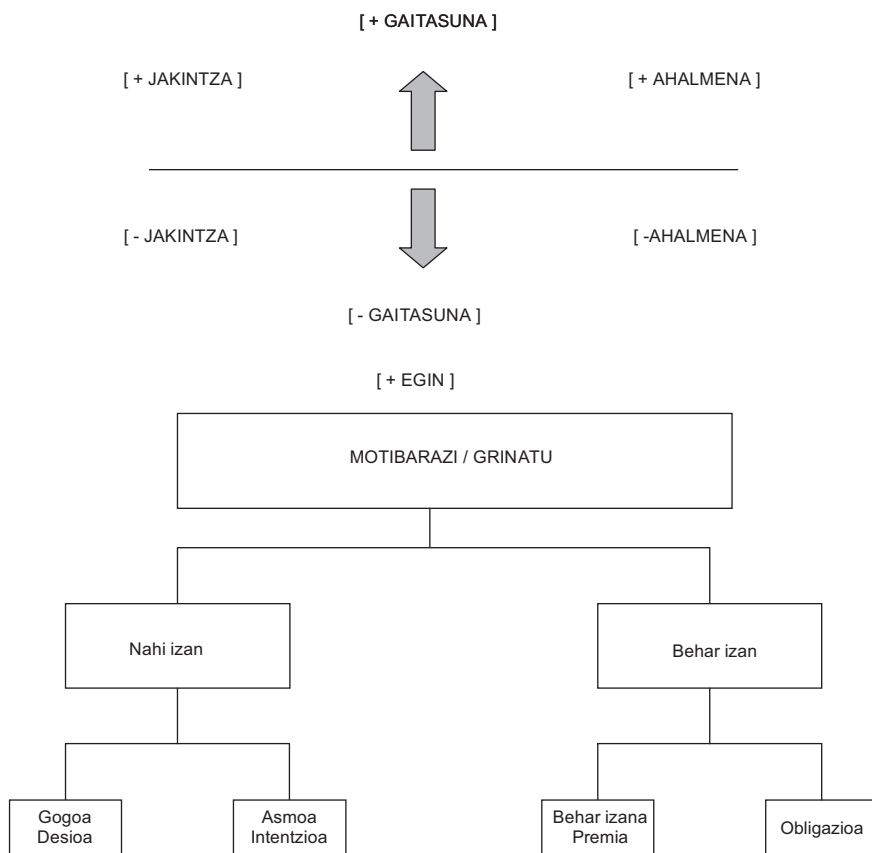 [ + GAITASUNA ]
[ + JAKINTZA ]
[ + AHALMENA ]
[ - JAKINTZA ]
[ -AHALMENA ]
[ - GAITASUNA ]
[ + EGIN ]
MOTIBARAZI / GRINATU
Nahi izan
Behar izan
Gogoa
Desioa
Asmoa
Intentzioa
Behar izana
Premia
Obligazioa